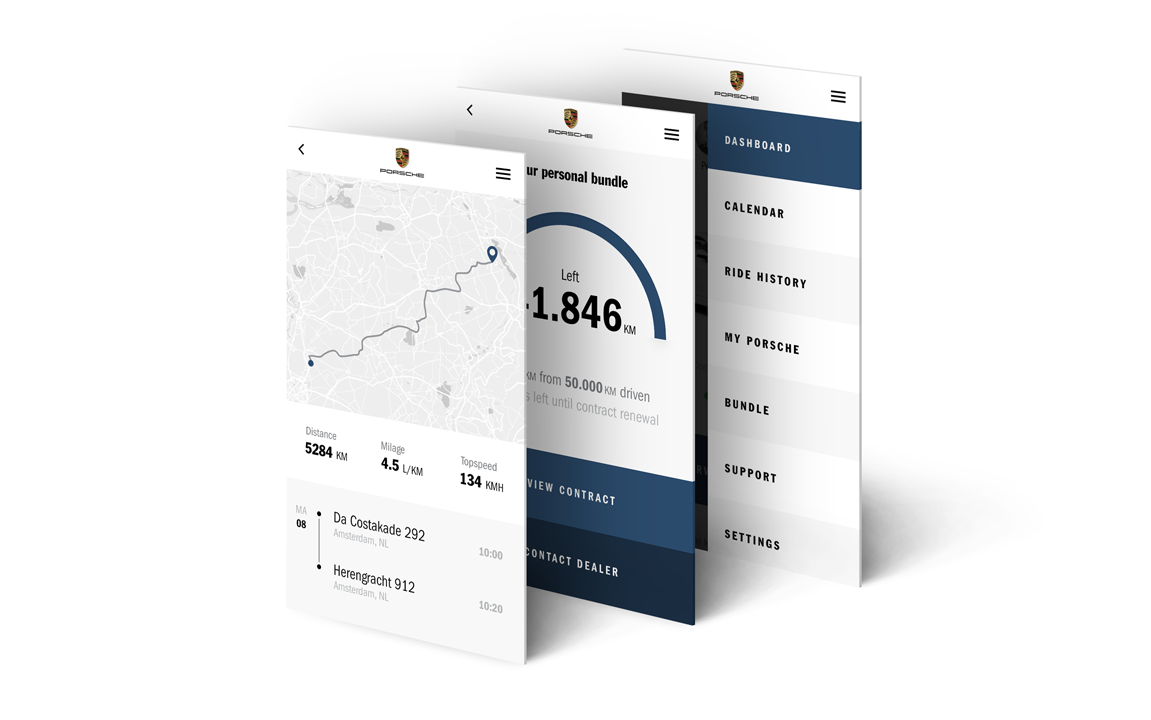 PORSCHE
Distance
5284 KM
Milage
4.5 L/KM
Topspeed
134 KMH
MA
08
Da Costakade 292
Amsterdam, NL
10:00
Herengracht 912
Amsterdam, NL
10:20
PORSCHE
personal bundle
Left
1.846 KM
KM from 50.000 KM driven
left until contract renewal
VIEW CONTRACT
CONTACT DEALER
PORSCHE
DASHBOARD
CALENDAR
RIDE HISTORY
MY PORSCHE
BUNDLE
SUPPORT
SETTINGS